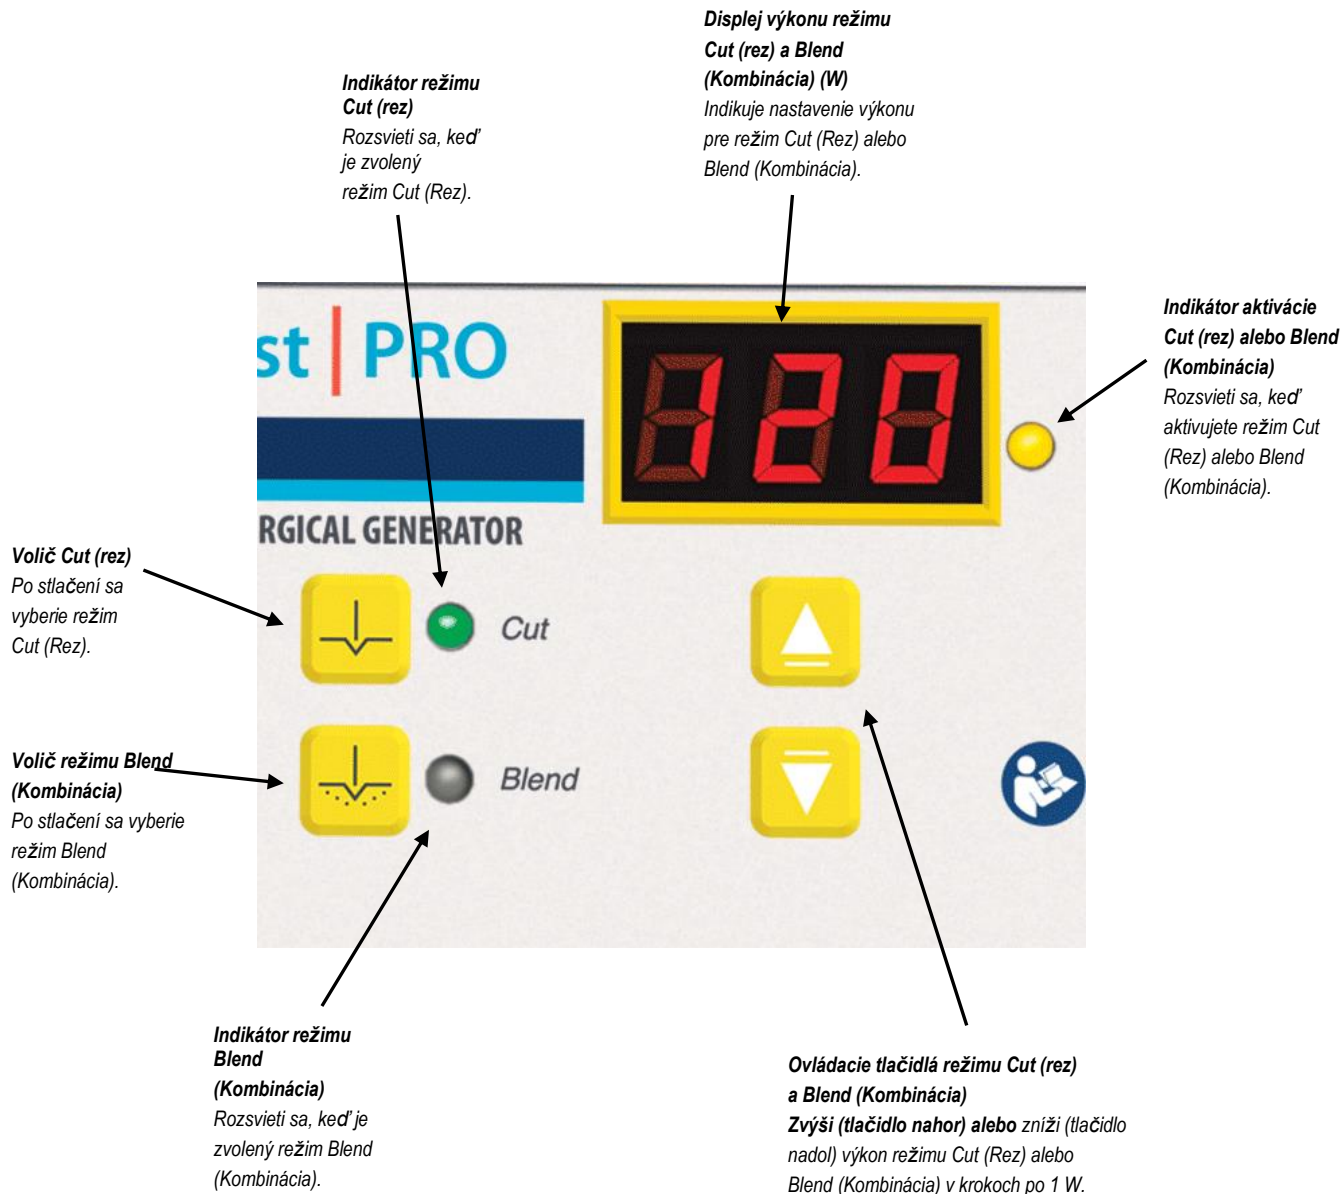 Displej výkonu režimu
Cut (rez) a Blend
(Kombinácia) (W)
Indikuje nastavenie výkonu
pre režim Cut (Rez) alebo
Blend (Kombinácia).
Indikátor režimu
Cut (rez)
Rozsvieti sa, keď
je zvolený
režim Cut (Rez).
Indikátor aktivácie
Cut (rez) alebo Blend
(Kombinácia)
Rozsvieti sa, keď
aktivujete režim Cut
(Rez) alebo Blend
(Kombinácia).
st | PRO
120
RGICAL GENERATOR
Volič Cut (rez)
Po stlačení sa
vyberie režim
Cut (Rez).
Cut
Volič režimu Blend
(Kombinácia)
Po stlačení sa vyberie
režim Blend
(Kombinácia).
Blend
Indikátor režimu
Blend
(Kombinácia)
Rozsvieti sa, keď je
zvolený režim Blend
(Kombinácia).
Ovládacie tlačidlá režimu Cut (rez)
a Blend (Kombinácia)
Zvýši (tlačidlo nahor) alebo zníži (tlačidlo
nadol) výkon režimu Cut (Rez) alebo
Blend (Kombinácia) v krokoch po 1 W.